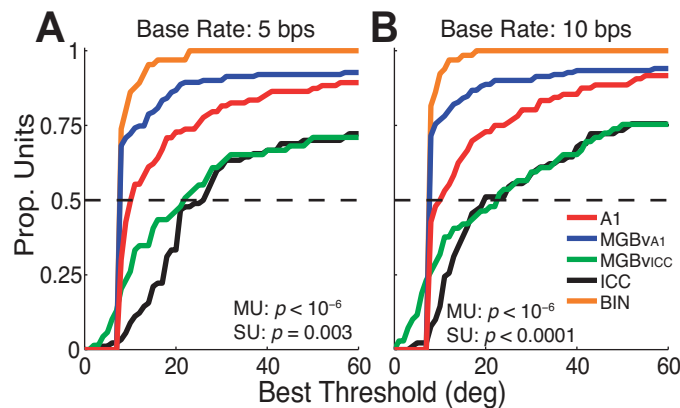 A Base Rate: 5 bps
B Base Rate: 10 bps
Prop. Units
1
0.75
0.5
0.25
0
MU: p < 10-6
SU: p = 0.003
0 20 40 60
A1
MGBvA1
MGBvICC
ICC
BIN
MU: p < 10-6
SU: p < 0.0001
0 20 40 60
Best Threshold (deg)